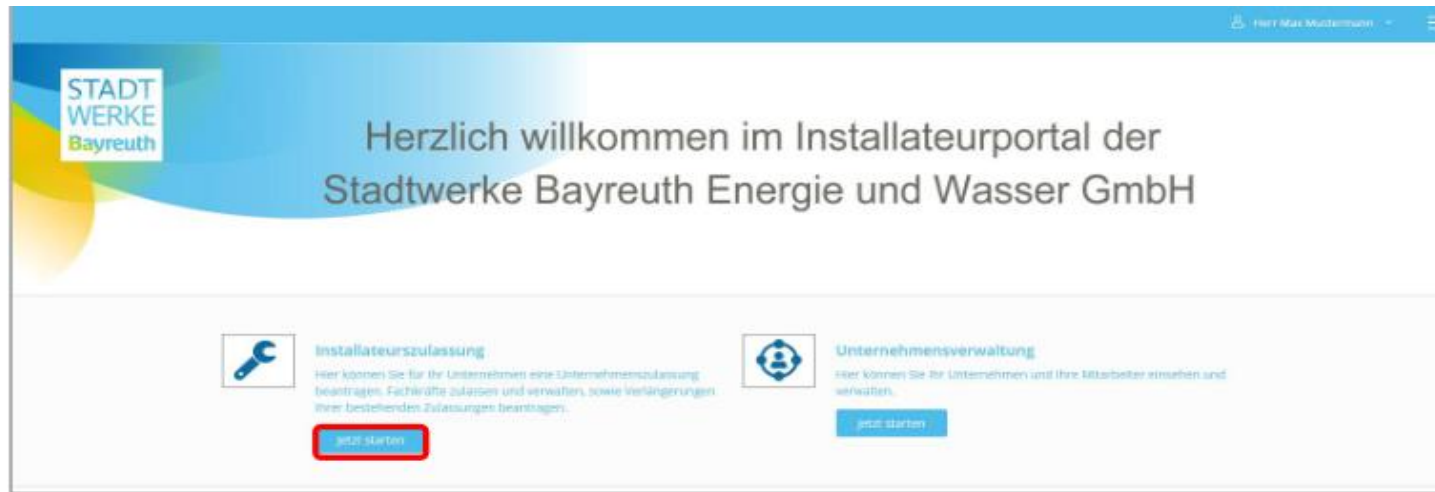 Herr Max Mustermann
STADT
WERKE
Bayreuth
Herzlich willkommen im Installateurportal der
Stadtwerke Bayreuth Energie und Wasser GmbH
Installateurszulassung
Hier können Sie für Ihr Unternehmen eine Unternehmenszulassung
beantragen, Fachkräfte zulassen und verwalten, sowie Verlängerungen
Ihrer bestehenden Zulassungen beantragen.
Jetzt starten
Unternehmensverwaltung
Hier können Sie Ihr Unternehmen und Ihre Mitarbeiter einsehen und
verwalten.
Jetzt starten